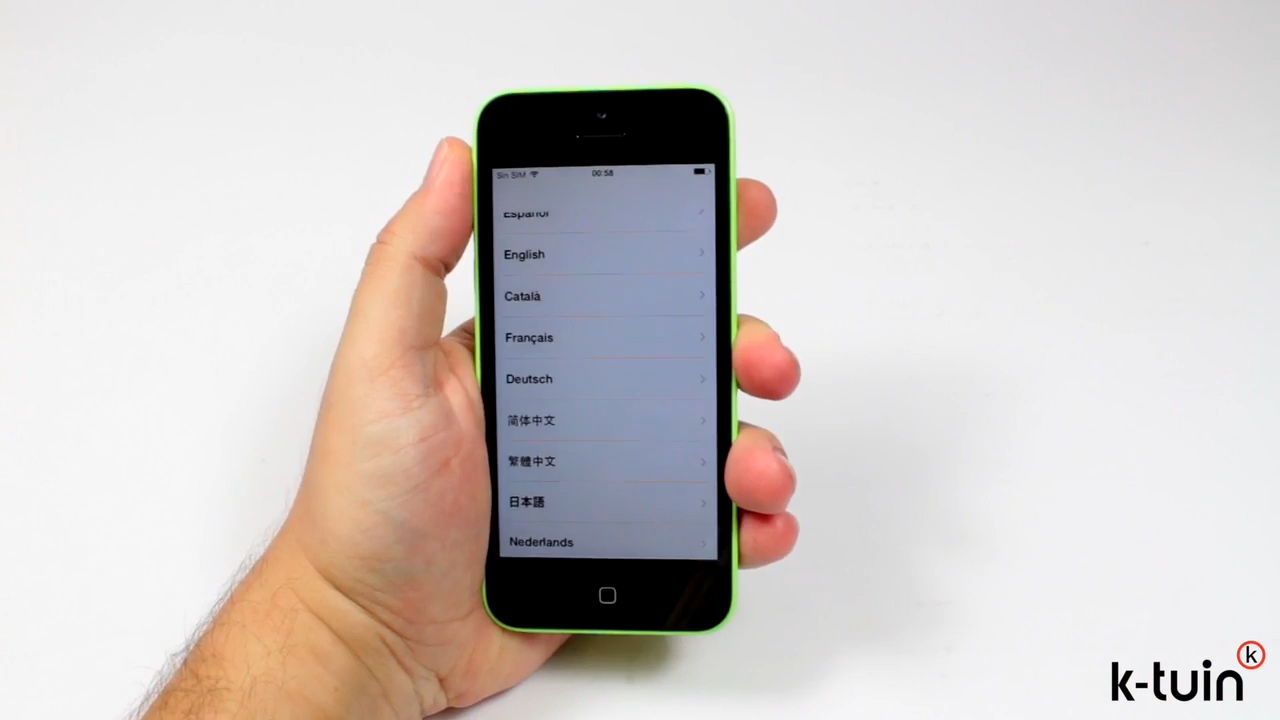 Sin SIM 00:58
Español
English
Català
Français
Deutsch
简体中文
繁體中文
日本語
Nederlands
k-tuin k